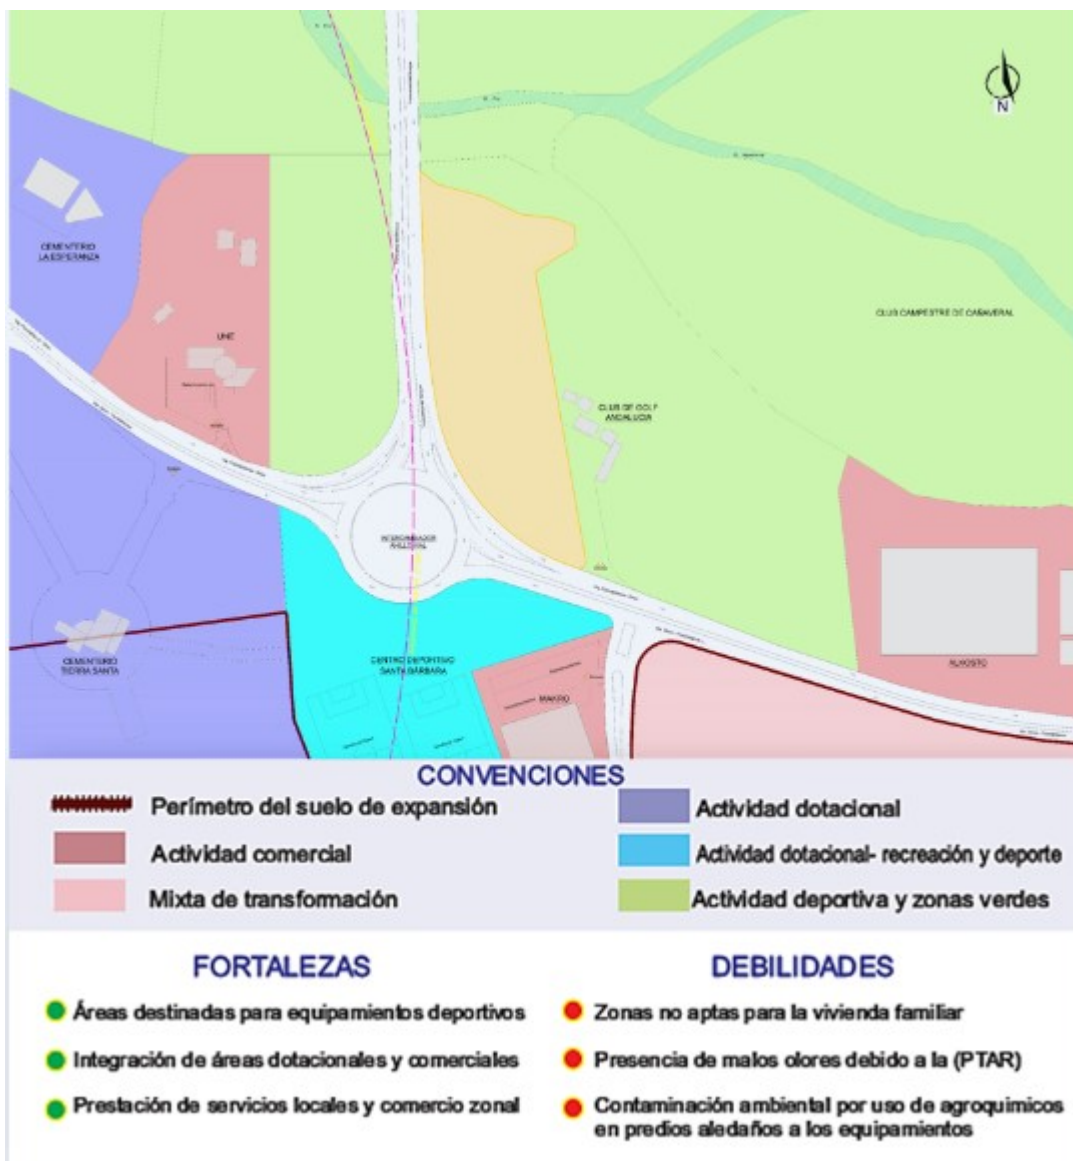 N
CEMENTERIO
LA ESPERANZA
UNE
CLUB CAMPESTRE DE CAÑAVERAL
CLUB DE GOLF
ANDALUCIA
INTERCAMBIADOR
CEMENTERIO
TIERRA SANTA
CENTRO DEPORTIVO
SANTA BÁRBARA
MAKRO
ALKOSTO
CONVENCIONES
Perímetro del suelo de expansión
Actividad comercial
Mixta de transformación
Actividad dotacional
Actividad dotacional- recreación y deporte
Actividad deportiva y zonas verdes
FORTALEZAS
Áreas destinadas para equipamientos deportivos
Integración de áreas dotacionales y comerciales
Prestación de servicios locales y comercio zonal
DEBILIDADES
Zonas no aptas para la vivienda familiar
Presencia de malos olores debido a la (PTAR)
Contaminación ambiental por uso de agroquimicos
en predios aledaños a los equipamientos